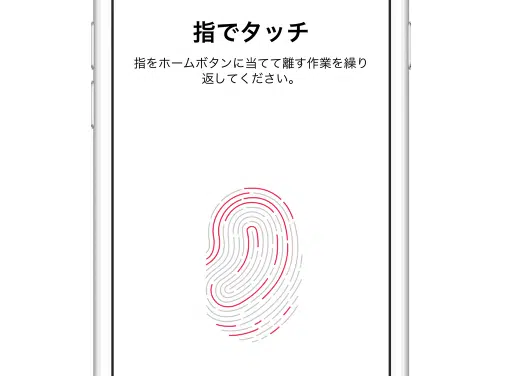 指でタッチ
指をホームボタンに当てて離す作業を繰り
返してください。